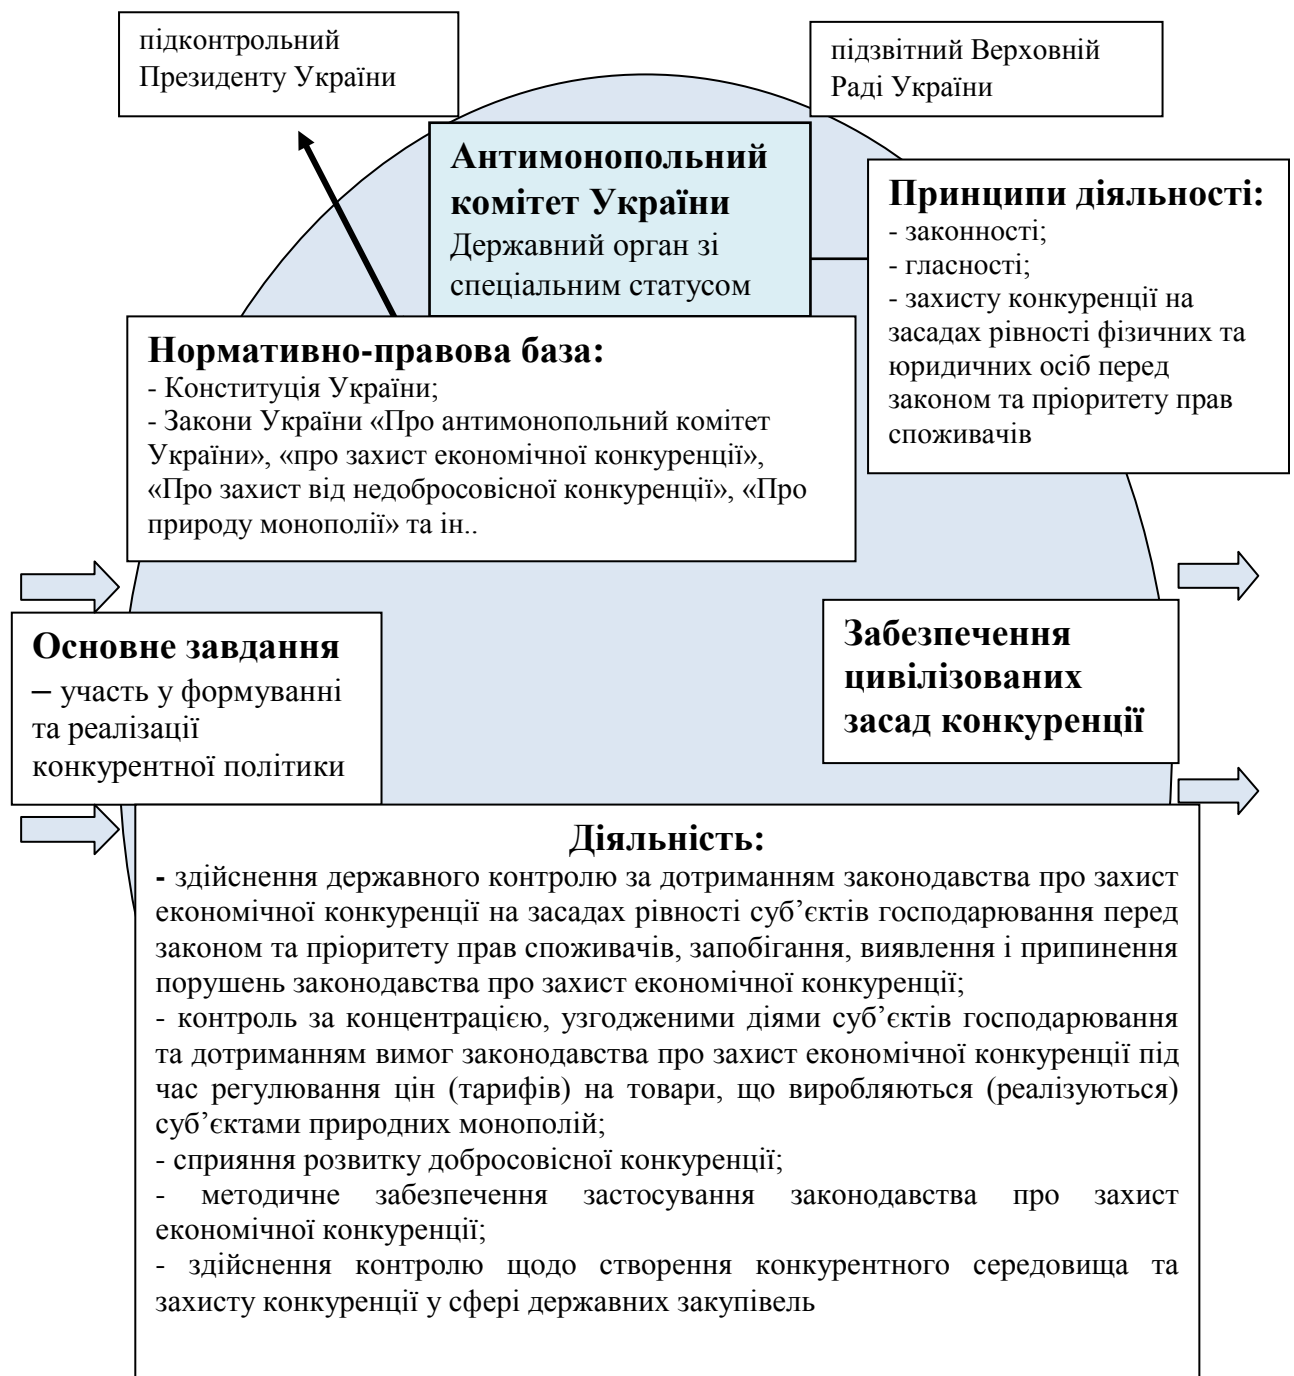 підконтрольний
Президенту України
підзвітний Верховній
Раді України
Антимонопольний
комітет України
Державний орган зі
спеціальним статусом
Принципи діяльності:
- законності;
- гласності;
- захисту конкуренції на
засадах рівності фізичних та
юридичних осіб перед
законом та пріоритету прав
споживачів
Нормативно-правова база:
- Конституція України;
- Закони України «Про антимонопольний комітет
України», «про захист економічної конкуренції»,
«Про захист від недобросовісної конкуренції», «Про
природу монополії» та ін..
Основне завдання
– участь у формуванні
та реалізації
конкурентної політики
Забезпечення
цивілізованих
засад конкуренції
Діяльність:
- здійснення державного контролю за дотриманням законодавства про захист
економічної конкуренції на засадах рівності суб’єктів господарювання перед
законом та пріоритету прав споживачів, запобігання, виявлення і припинення
порушень законодавства про захист економічної конкуренції;
- контроль за концентрацією, узгодженими діями суб’єктів господарювання
та дотриманням вимог законодавства про захист економічної конкуренції під
час регулювання цін (тарифів) на товари, що виробляються (реалізуються)
суб’єктами природних монополій;
- сприяння розвитку добросовісної конкуренції;
- методичне забезпечення застосування законодавства про захист
економічної конкуренції;
- здійснення контролю щодо створення конкурентного середовища та
захисту конкуренції у сфері державних закупівель